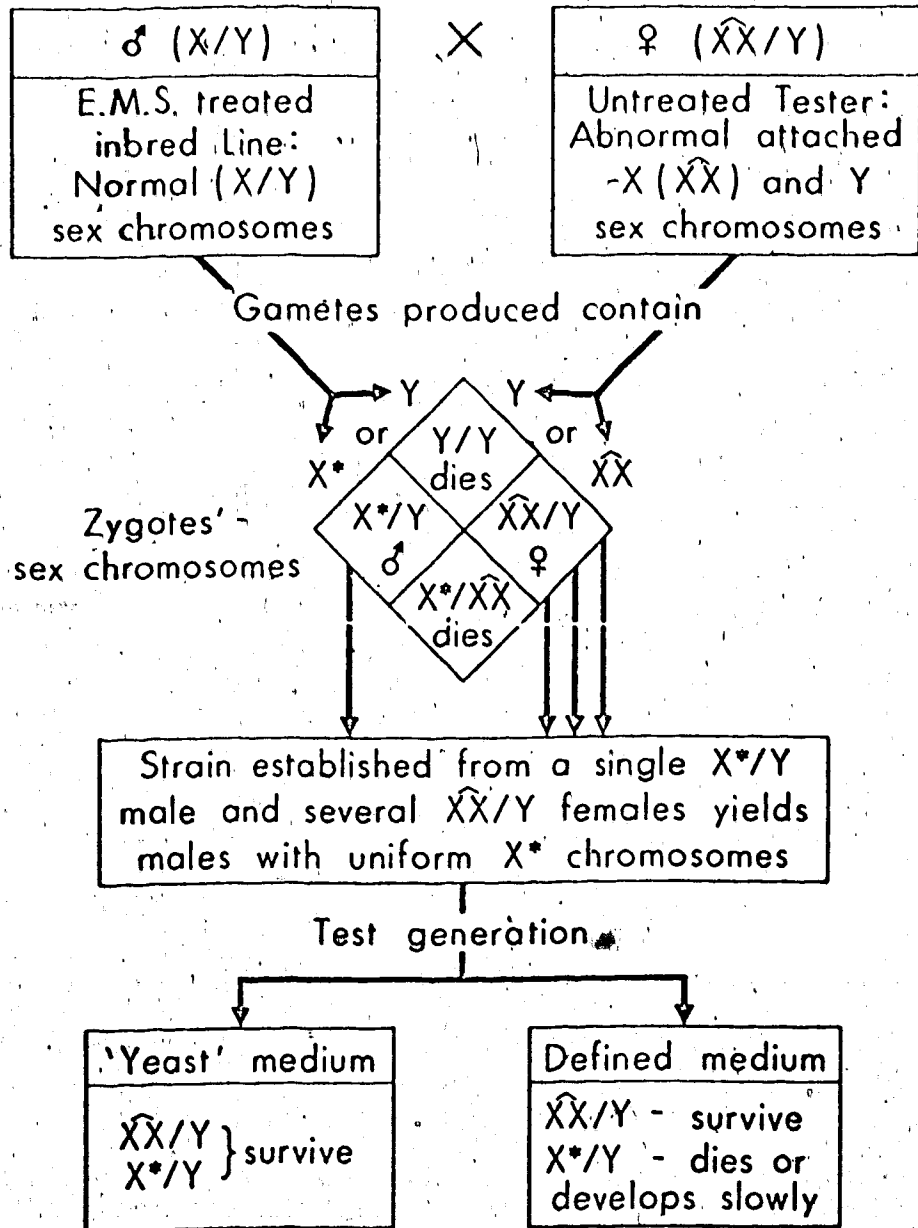 ♂ (X/Y)
X
♀ (X͡X/Y)
E.M.S. treated
inbred Line:
Normal (X/Y)
sex chromosomes
Untreated Tester:
Abnormal attached
-X (X͡X) and Y
sex chromosomes
Gametes produced contain
Y
Y
or
or
X*
X͡X
Y/Y
dies
X*/Y
♂
X͡X/Y
♀
X*/X͡X
dies
Zygotes' -
sex chromosomes
Strain established from a single X*/Y
male and several X͡X/Y females yields
males with uniform X* chromosomes
Test generation
'Yeast' medium
X͡X/Y
X*/Y
} survive
Defined medium
X͡X/Y - survive
X*/Y - dies or
develops slowly